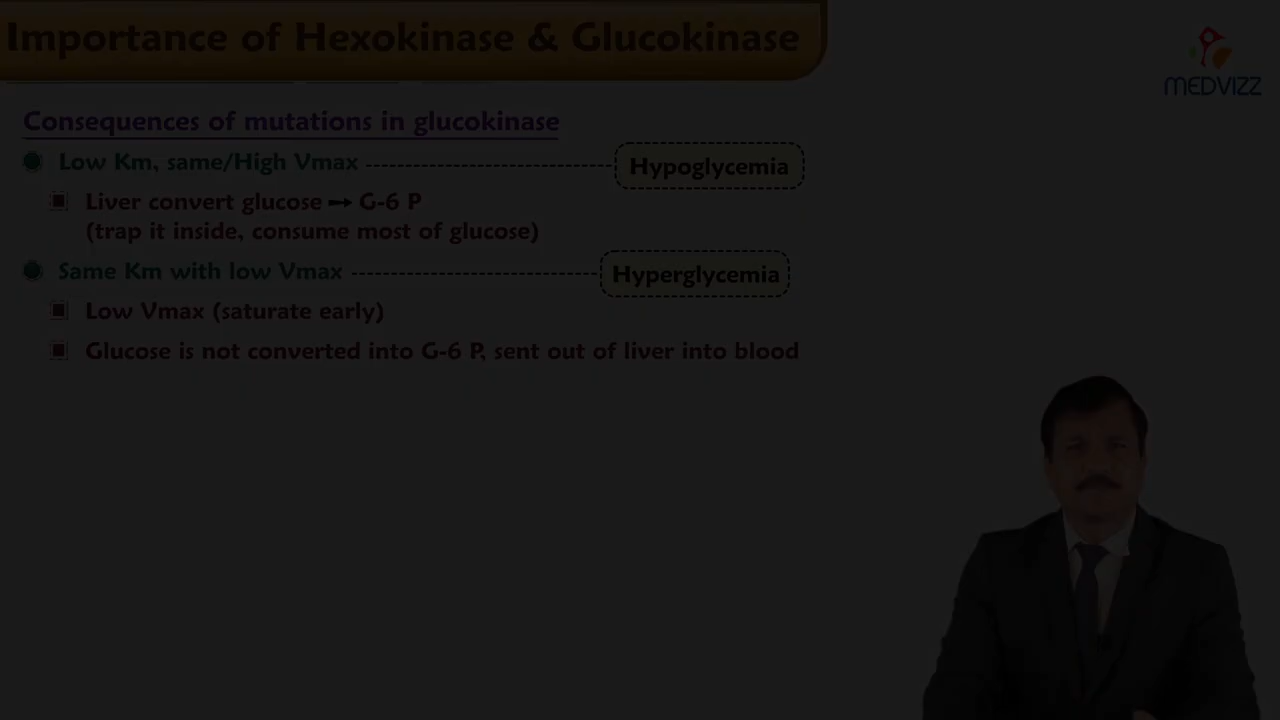 Importance of Hexokinase & Glucokinase
MEDVIZZ
Consequences of mutations in glucokinase
Low Km, same/High Vmax
Hypoglycemia
Liver convert glucose → G-6 P
(trap it inside, consume most of glucose)
Same Km with low Vmax
Hyperglycemia
Low Vmax (saturate early)
Glucose is not converted into G-6 P, sent out of liver into blood